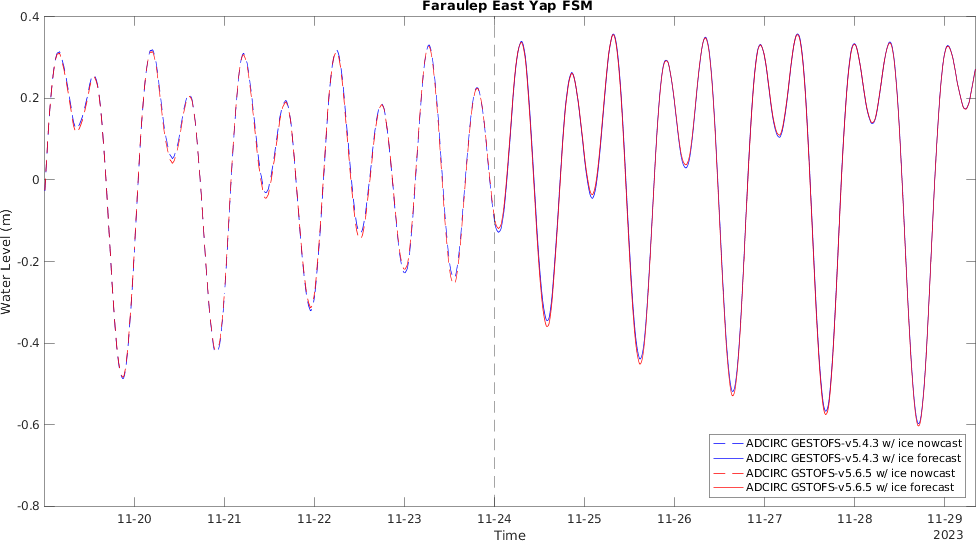 Faraulep East Yap FSM
0.4
0.2
0
-0.2
-0.4
-0.6
-0.8
Water Level (m)
ADCIRC GESTOFS-v5.4.3 w/ ice nowcast
ADCIRC GESTOFS-v5.4.3 w/ ice forecast
ADCIRC GSTOFS-v5.6.5 w/ ice nowcast
ADCIRC GSTOFS-v5.6.5 w/ ice forecast
11-20 11-21 11-22 11-23 11-24 11-25 11-26 11-27 11-28 11-29
Time
2023